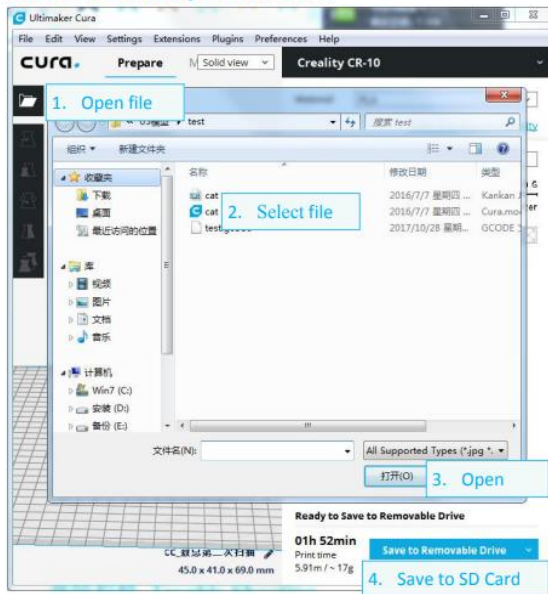 Ultimaker Cura
File Edit View Settings Extensions Plugins Preferences Help
cura.
Prepare
Solid view
Creality CR-10
1. Open file
test
搜索 test
组织
新建文件夹
名称
修改日期
类型
收藏夹
下载
桌面
最近访问的位置
cat
2016/7/7 星期四 ...
cat
2016/7/7 星期四 ...
Cura.mo
2. Select file
2017/10/28 星期...
GCODE
库
视频
图片
文档
音乐
计算机
Win7 (C:)
安装 (D:)
备份 (E:)
文件名(N):
All Supported Types (*.jpg *.
打开(O)
3. Open
Ready to Save to Removable Drive
01h 52min
Print time
5.91m / ~ 17g
Save to Removable Drive
45.0 x 41.0 x 69.0 mm
4. Save to SD Card